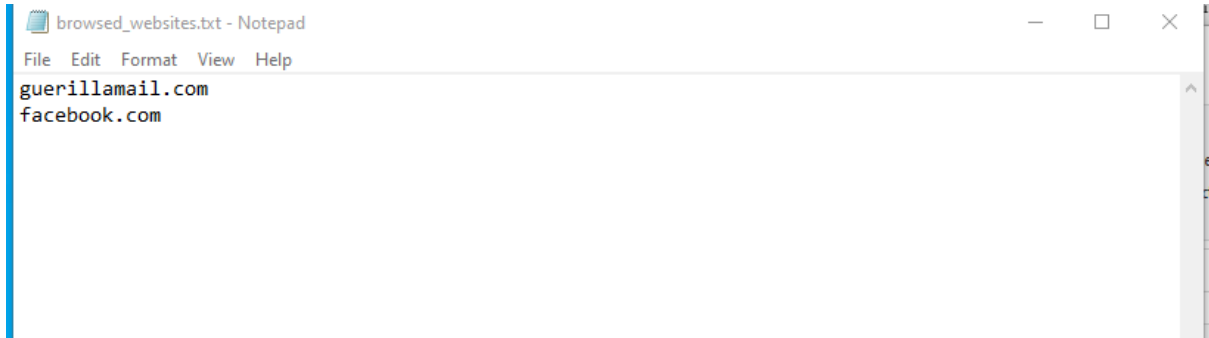 browsed_websites.txt - Notepad
File Edit Format View Help
guerillamail.com
facebook.com